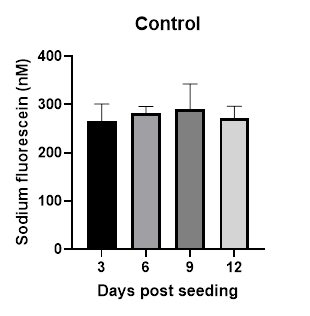 Control
Sodium fluorescein (nM)
400
300
200
100
0
3 6 9 12
Days post seeding